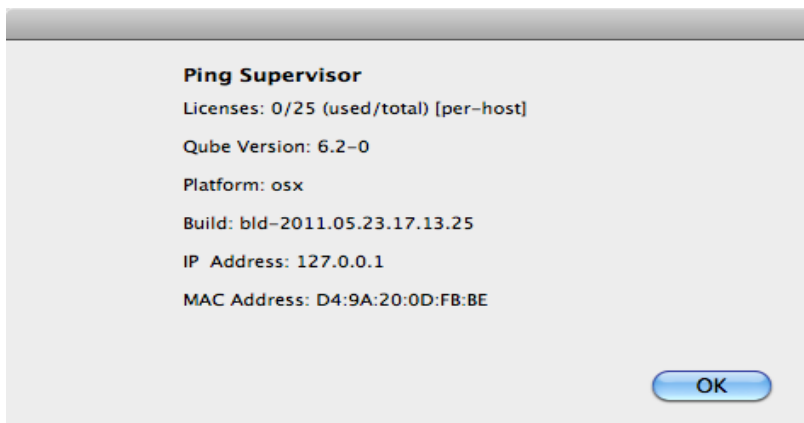 Ping Supervisor
Licenses: 0/25 (used/total) [per-host]
Qube Version: 6.2-0
Platform: osx
Build: bld-2011.05.23.17.13.25
IP  Address: 127.0.0.1
MAC Address: D4:9A:20:0D:FB:BE
OK